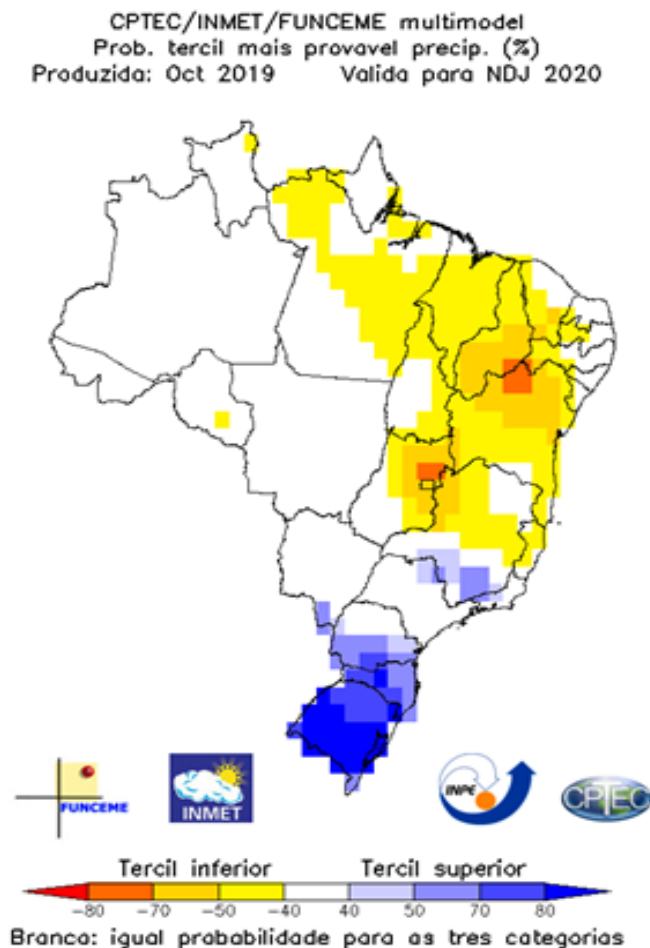 CPTEC/INMET/FUNCEME multimodel
Prob. tercil mais provavel precip. (%)
Produzida: Oct 2019 Valida para NDJ 2020
FUNCEME
INMET
INPE
CPTEC
Tercil inferior Tercil superior
-80 -70 -50 -40 40 50 70 80
Branca: igual probabilidade para as tres categorias